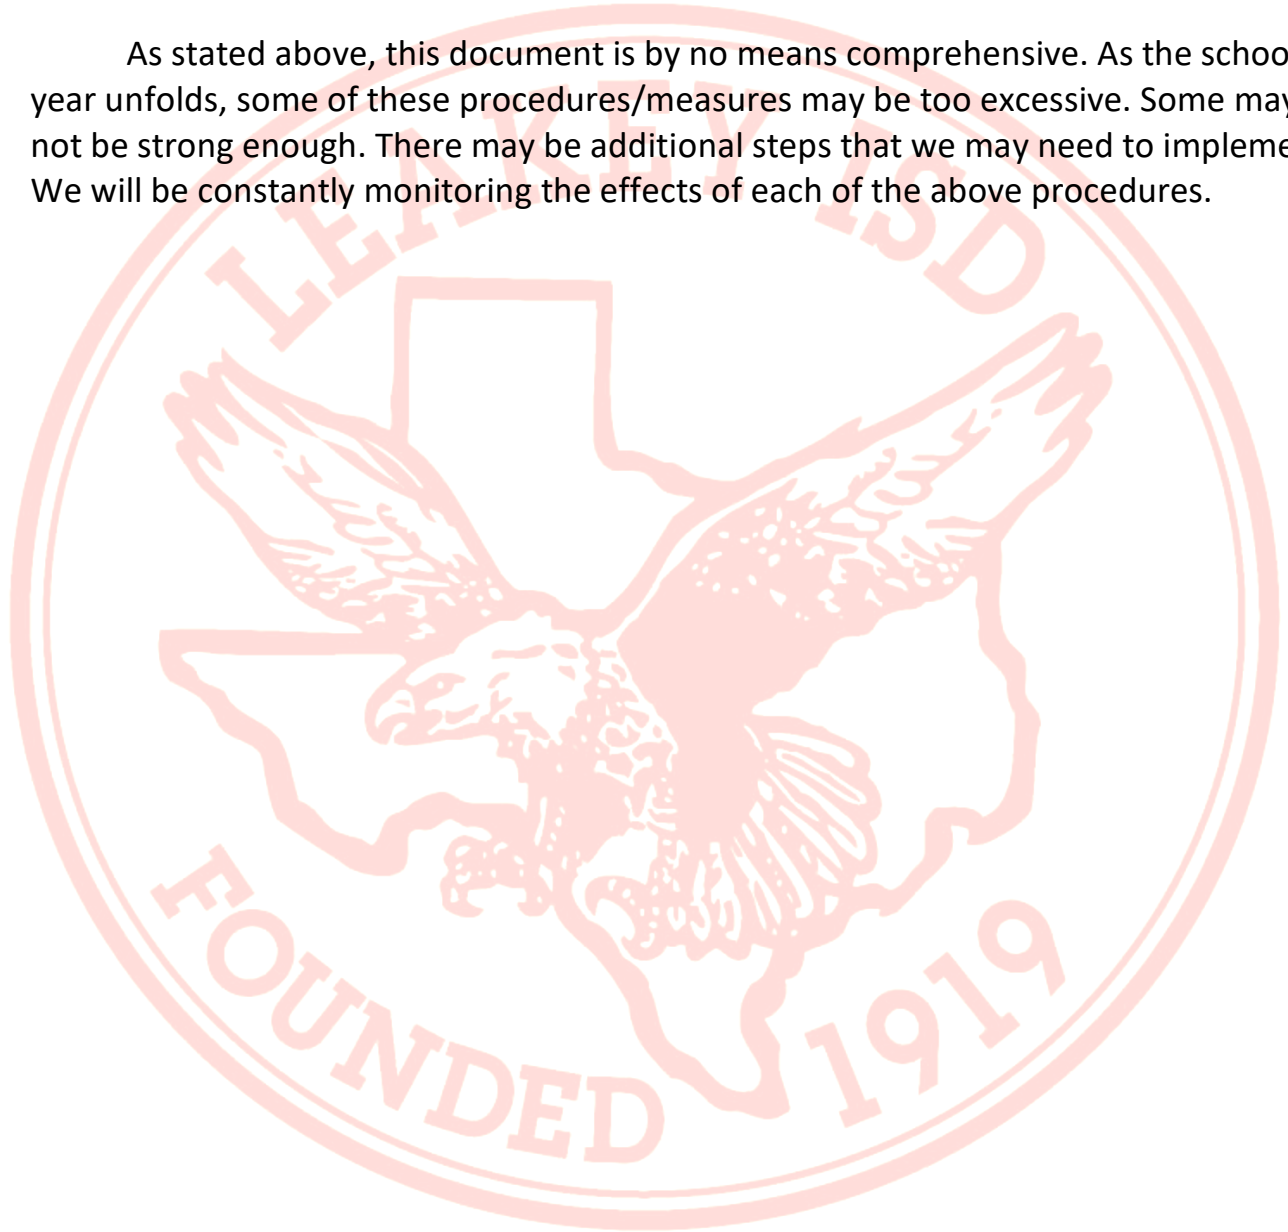 As stated above, this document is by no means comprehensive. As the schoo
year unfolds, some of these procedures/measures may be too excessive. Some may
not be strong enough. There may be additional steps that we may need to impleme
We will be constantly monitoring the effects of each of the above procedures.
LEAKEY ISD
FOUNDED 1919